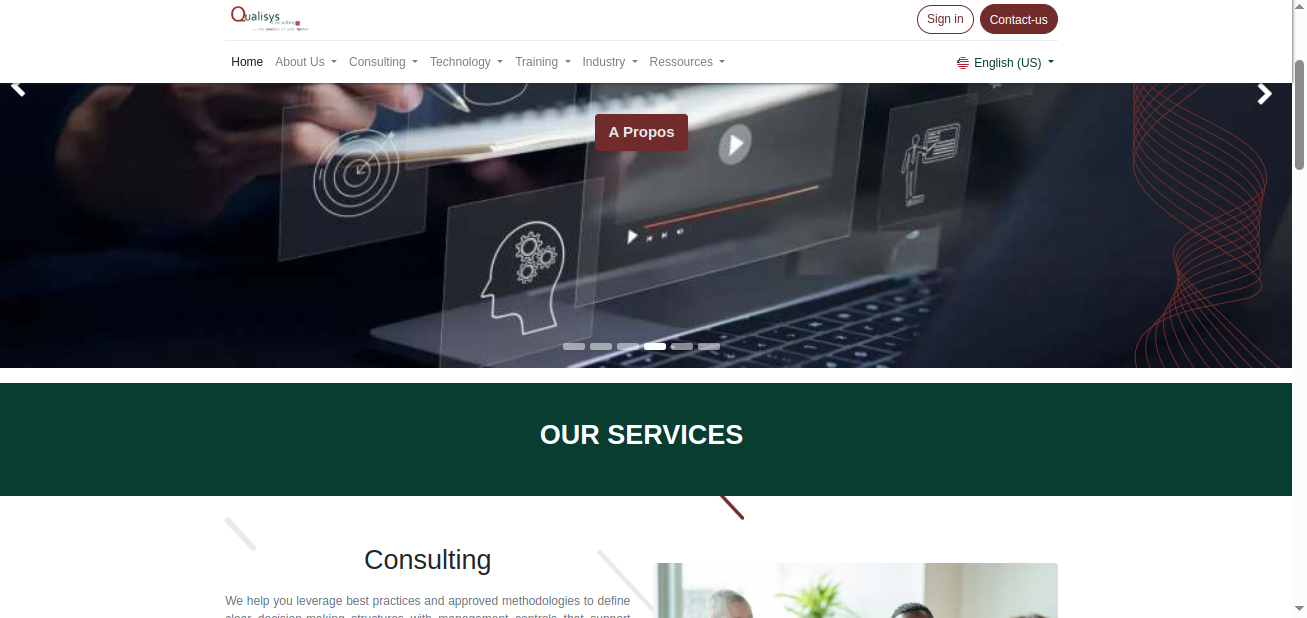 Qualisys
Consulting
Sign in
Contact-us
Home About Us Consulting Technology Training Industry Ressources English (US)
A Propos
OUR SERVICES
Consulting
We help you leverage best practices and approved methodologies to define
clear decision-making structures with management controls that support